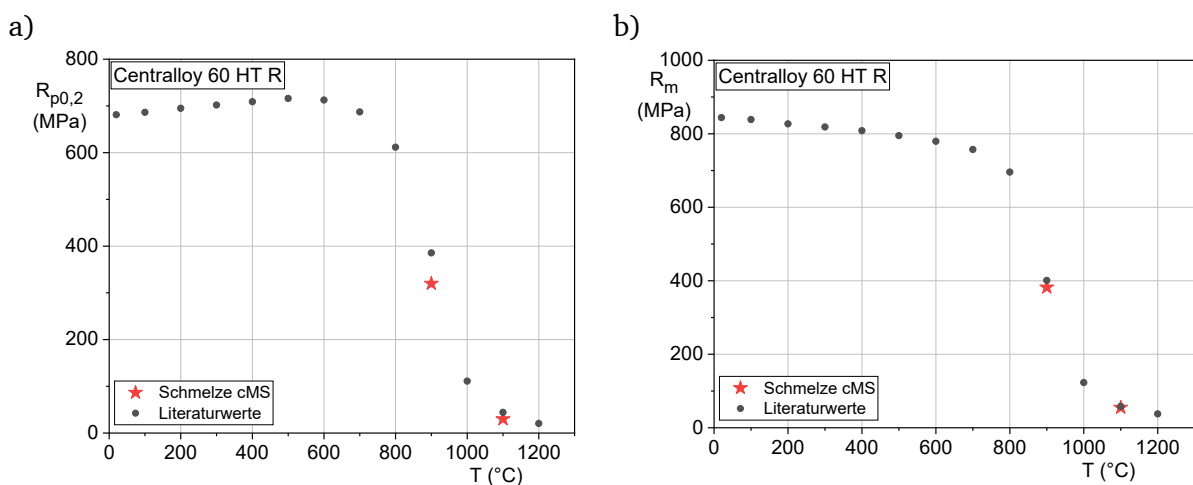 a)
800
Centralloy 60 HT R
Rp0,2
(MPa)
600
400
200
Schmelze cMS
Literaturwerte
0
0 200 400 600 800 1000 1200
T (°C)
b)
1000
Centralloy 60 HT R
Rm
(MPa)
800
600
400
200
Schmelze cMS
Literaturwerte
0
0 200 400 600 800 1000 1200
T (°C)